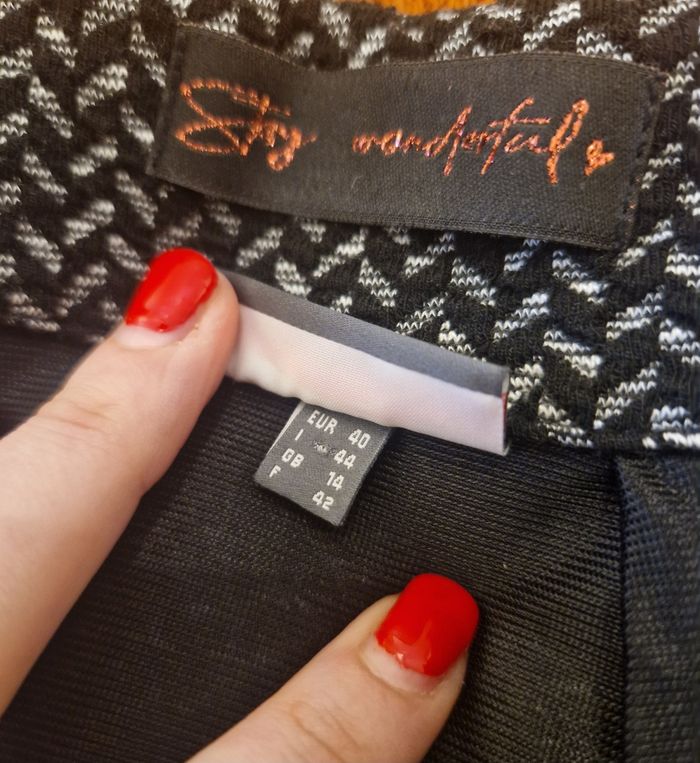 Stay wonderful
EUR 40
I 44
GB 14
F 42